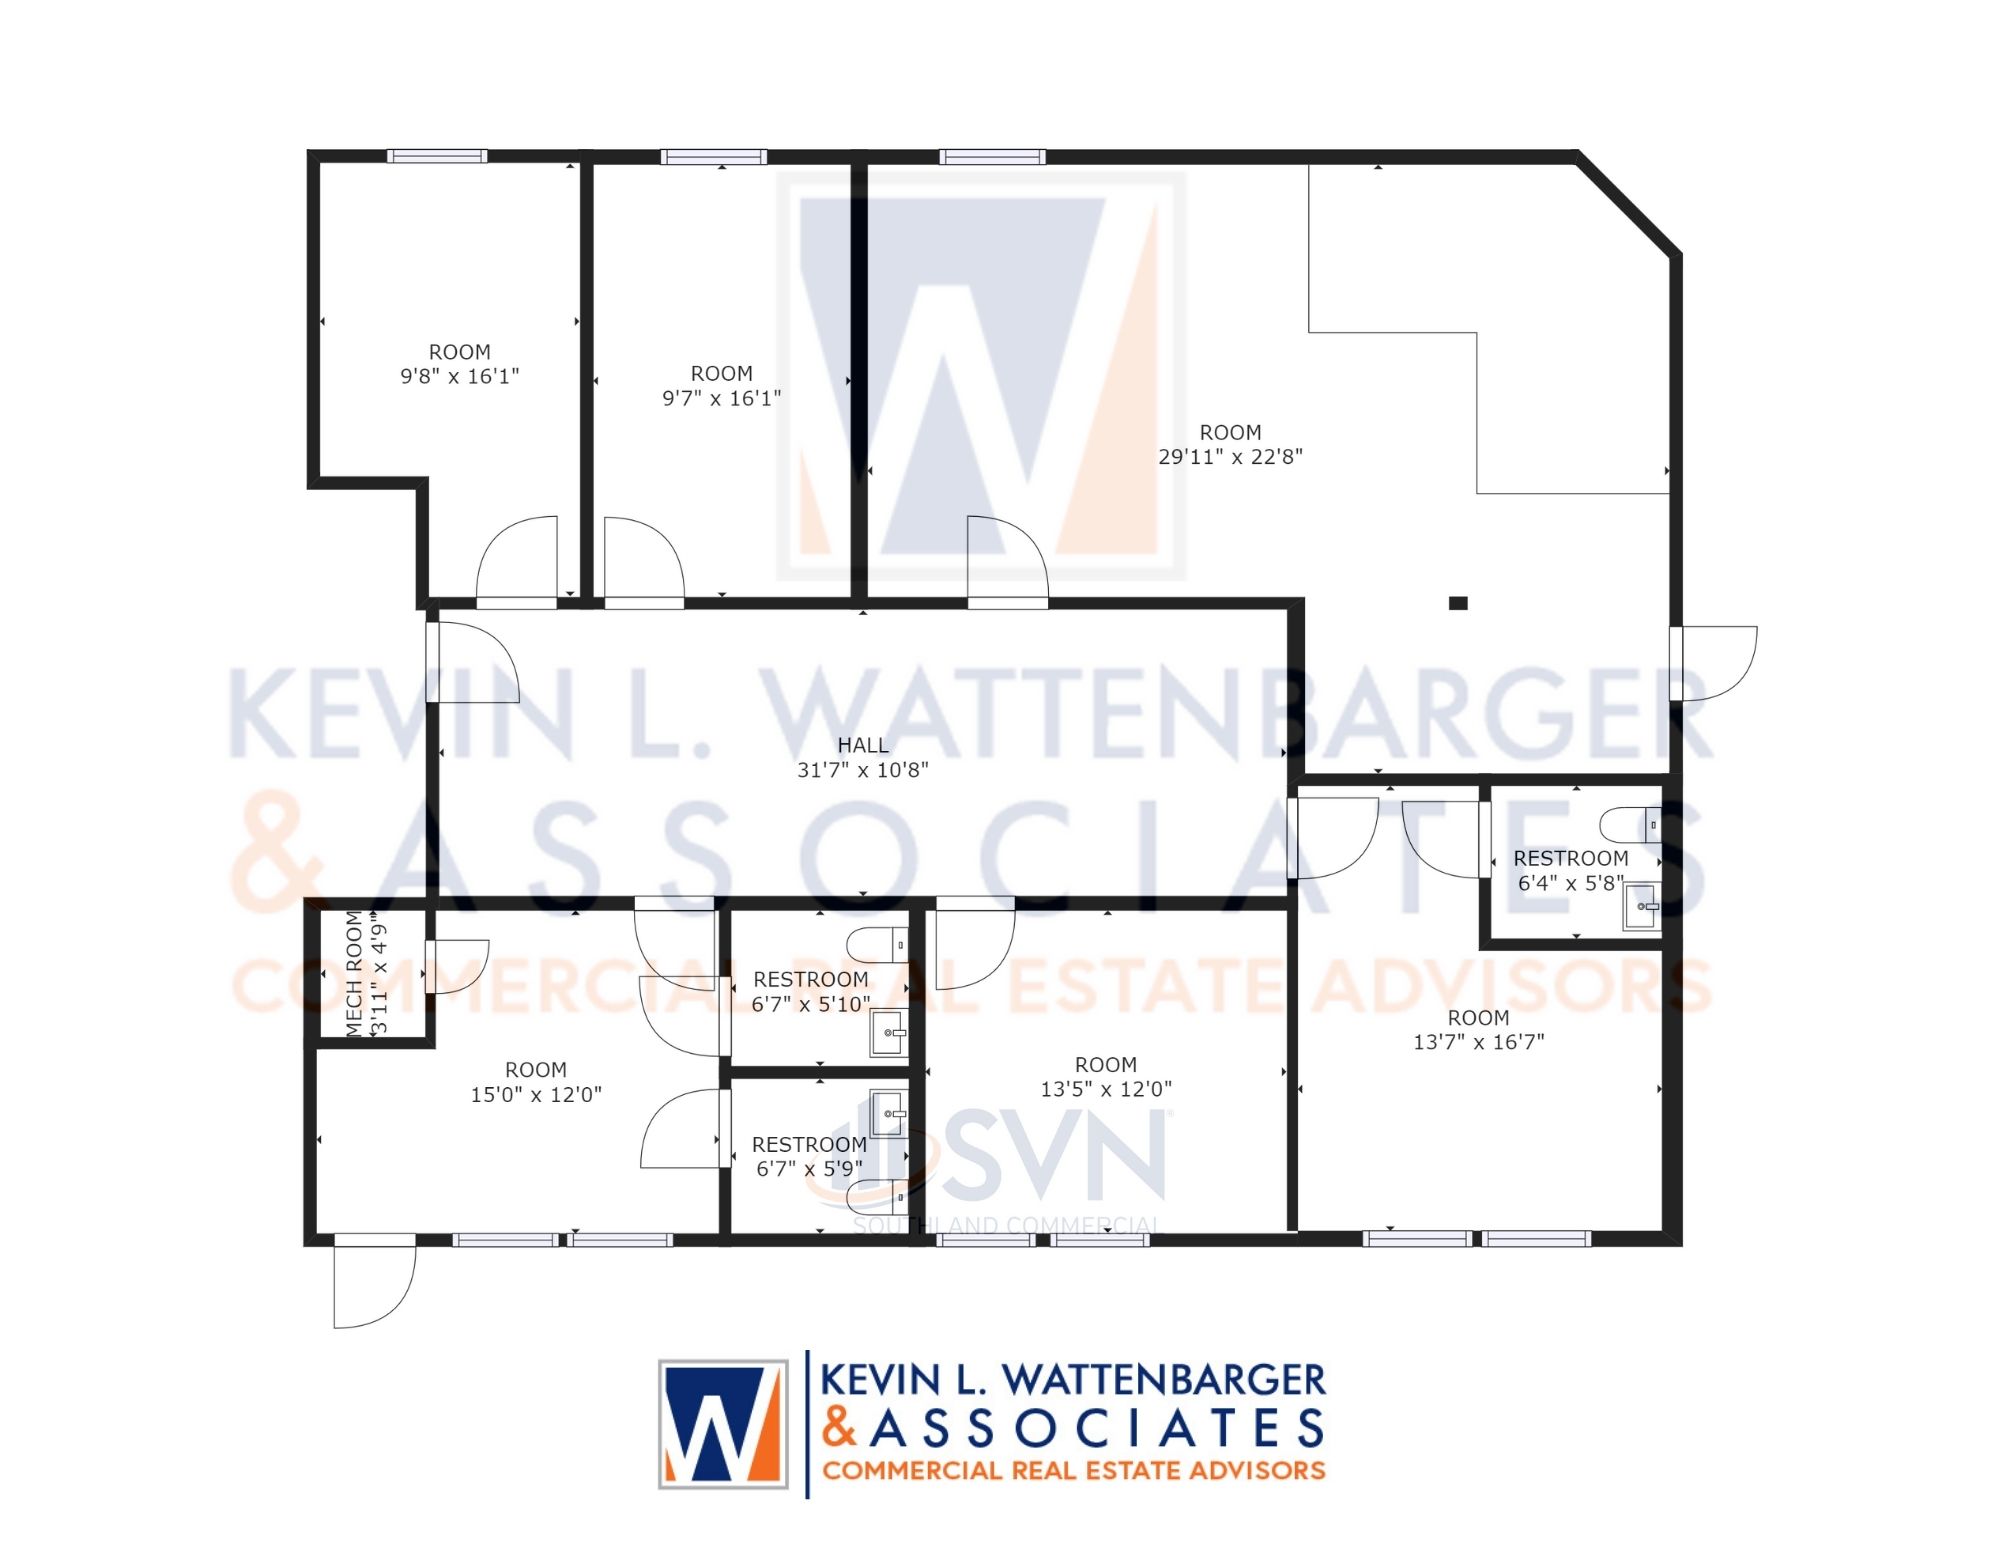 ROOM
9'8" x 16'1"
ROOM
9'7" x 16'1"
ROOM
29'11" x 22'8"
KEVIN L. WATTENBARGER
& ASSOCIATES
COMMERCIAL REAL ESTATE ADVISORS
HALL
31'7" x 10'8"
RESTROOM
6'4" x 5'8"
MECH ROOM
3'11" x 4'9"
RESTROOM
6'7" x 5'10"
ROOM
13'7" x 16'7"
ROOM
15'0" x 12'0"
ROOM
13'5" x 12'0"
RESTROOM
6'7" x 5'9"
SVN®
SOUTHLAND COMMERCIAL
W
KEVIN L. WATTENBARGER
& ASSOCIATES
COMMERCIAL REAL ESTATE ADVISORS